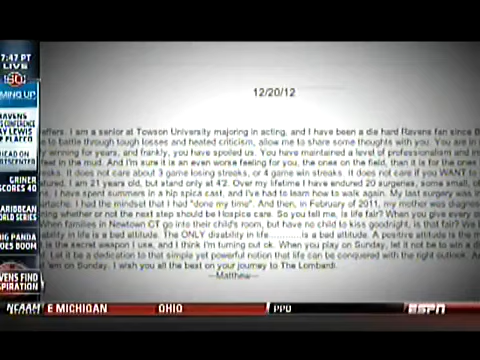 7:47 PT
LIVE
12/20/12
OMING UP
effers. I am a senior at Towson University majoring in acting, and I have been a die hard Ravens fan since B
RAVENS
S CONFERENCE
AY LEWIS
to battle through tough losses and heated criticism, allow me to share some thoughts with you. You are in
winning for years, and frankly, you have spoiled us. You have maintained a level of professionalism and
feet in the mud. And I'm sure it is an even worse feeling for you, the ones on the field, than it is for the ones
HICAGO ON
RTSCENTER
eaks. It does not care about 3 game losing streaks, or 4 game win streaks. It does not care if you WANT to
GRINER
SCORES 40
atured. I am 21 years old, but stand only at 42. Over my lifetime I have endured 20 surgeries, some small,
I have spent summers in a hip spica cast, and I've had to learn how to walk again. My last surgery was in
CARIBBEAN
WORLD SERIES
rtache. I had the mindset that I had "done my time". And then, in February of 2011, my mother was diagnos
ning whether or not the next step should be Hospice care. So you tell me, is life fair? When you give every
When families in Newtown CT go into their child's room, but have no child to kiss goodnight, is that fair?
BIG PANDA
GOES BOOM
bility in life is a bad attitude. The ONLY disability in life............is a bad attitude. A positive attitude is the
is the secret weapon I use, and I think I'm turning out ok. When you play on Sunday, let it not be to win a
d. Let it be a dedication to that simple yet powerful notion that life can be conquered with the right outlook.
RAVENS FIND
INSPIRATION
'em on Sunday. I wish you all the best on your journey to The Lombardi.
--Matthew--
NCAAM
E MICHIGAN OHIO PPD ESPN